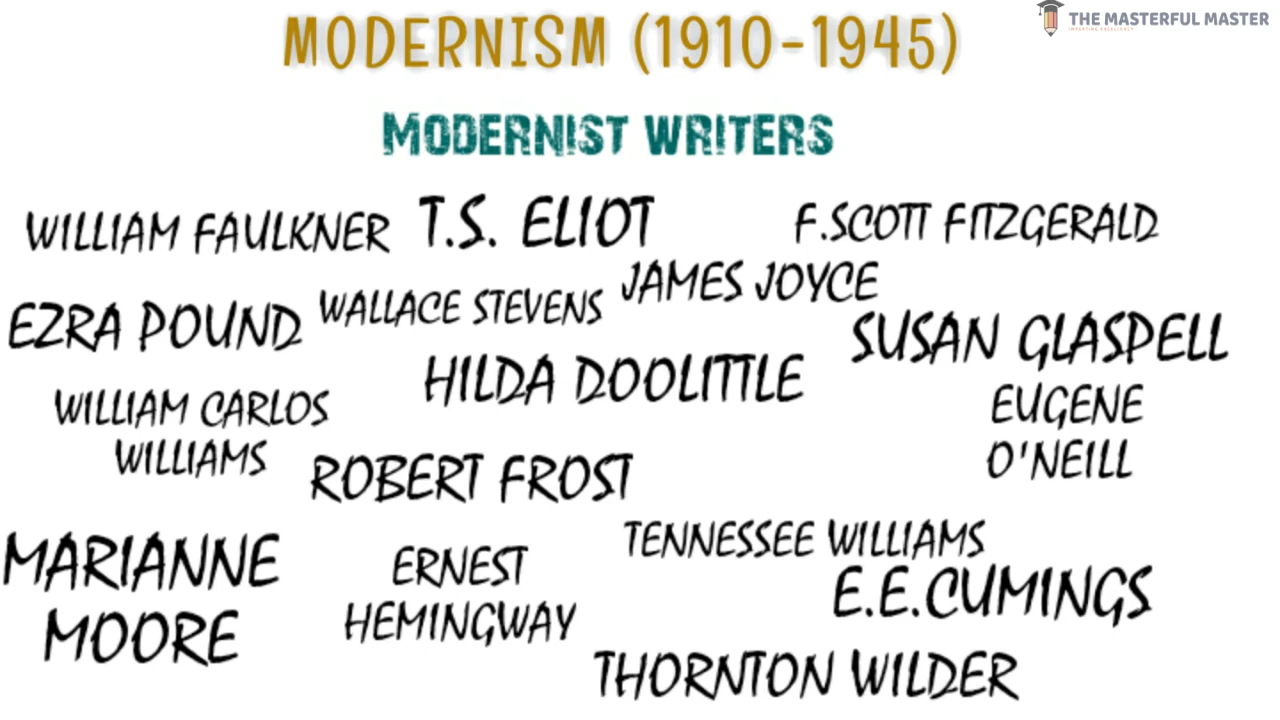 MODERNISM (1910-1945)
THE MASTERFUL MASTER
IMPARTING EXCELLENCY
MODERNIST WRITERS
WILLIAM FAULKNER
T.S. ELIOT
F.SCOTT FITZGERALD
EZRA POUND
WALLACE STEVENS
JAMES JOYCE
SUSAN GLASPELL
HILDA DOOLITTLE
WILLIAM CARLOS
WILLIAMS
EUGENE
O'NEILL
ROBERT FROST
MARIANNE
MOORE
ERNEST
HEMINGWAY
TENNESSEE WILLIAMS
E.E.CUMINGS
THORNTON WILDER